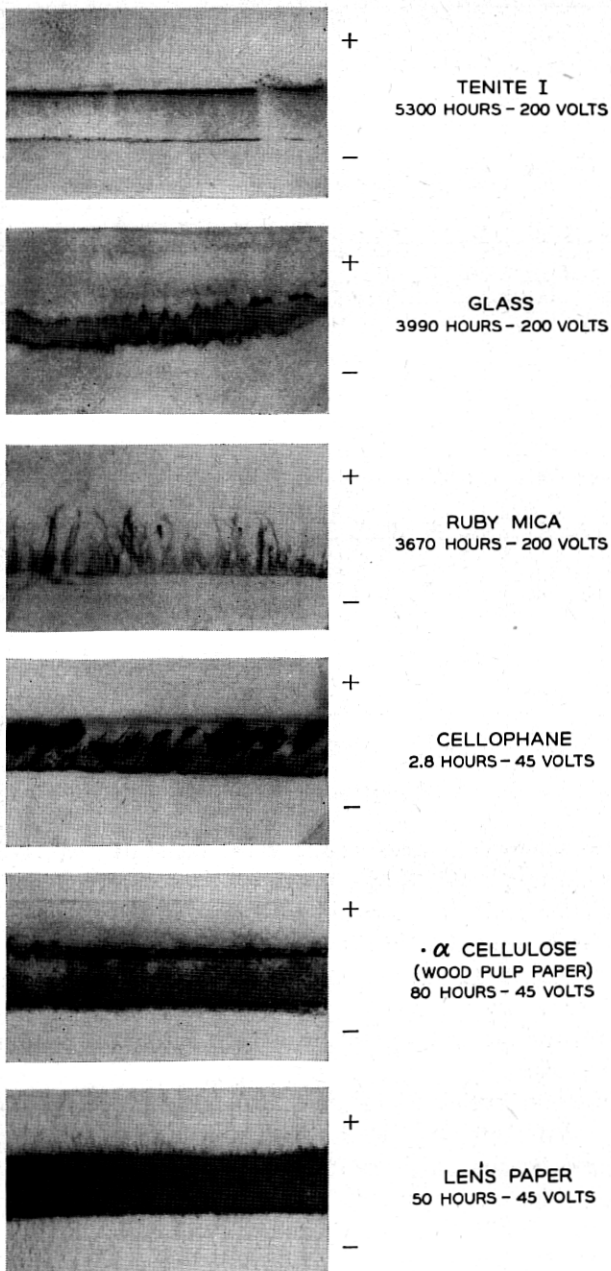 +
TENITE I
5300 HOURS – 200 VOLTS
–
+
GLASS
3990 HOURS – 200 VOLTS
–
+
RUBY MICA
3670 HOURS – 200 VOLTS
–
+
CELLOPHANE
2.8 HOURS – 45 VOLTS
–
+
α CELLULOSE
(WOOD PULP PAPER)
80 HOURS – 45 VOLTS
–
+
LENS PAPER
50 HOURS – 45 VOLTS
–